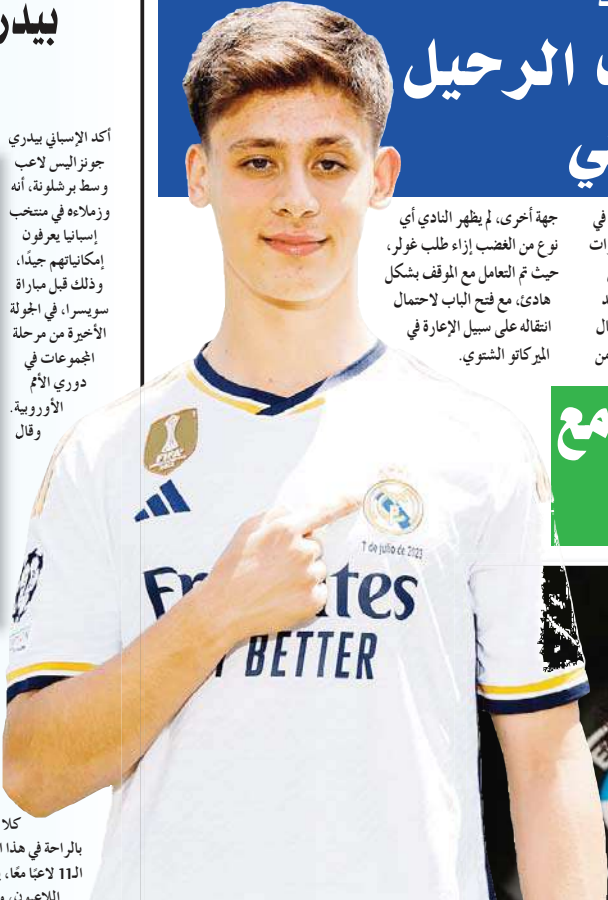 الرحيل
جهة أخرى، لم يظهر النادي أي
نوع من الغضب إزاء طلب غولر،
حيث تم التعامل مع الموقف بشكل
هادئ، مع فتح الباب لاحتمال
انتقاله على سبيل الإعارة في
الميركاتو الشتوي.
في
مع
أكد الإسباني بيدري
جونزاليس لاعب
وسط برشلونة، أنه
وزملاءه في منتخب
إسبانيا يعرفون
إمكانياتهم جيدًا،
وذلك قبل مباراة
سويسرا، في الجولة
الأخيرة من مرحلة
المجموعات في
دوري الأمم
الأوروبية.
وقال
بالراحة في هذا
الـ11 لاعبًا معًا،
FIFA
7 de julio de 2023
BETTER